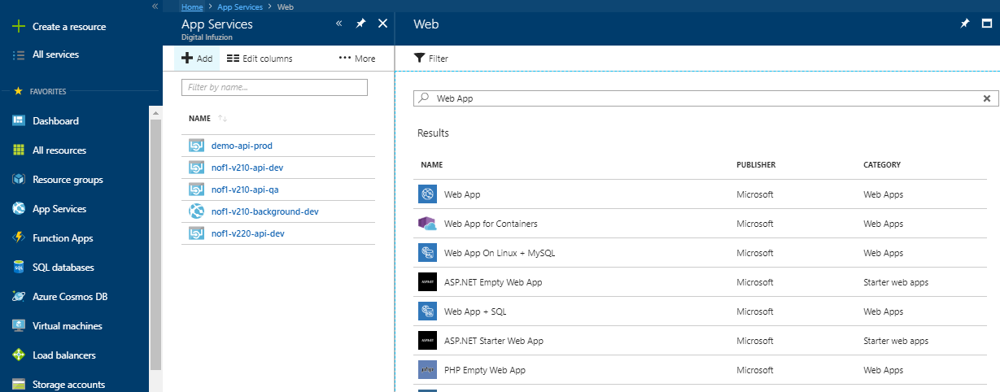 Home > App Services > Web
Create a resource
All services
FAVORITES
Dashboard
All resources
Resource groups
App Services
Function Apps
SQL databases
Azure Cosmos DB
Virtual machines
Load balancers
Storage accounts
App Services
Digital Infuzion
Add
Edit columns
More
Filter by name...
NAME
demo-api-prod
nof1-v210-api-dev
nof1-v210-api-qa
nof1-v210-background-dev
nof1-v220-api-dev
Web
Filter
Web App
Results
NAME PUBLISHER CATEGORY
Web App Microsoft Web Apps
Web App for Containers Microsoft Web Apps
Web App On Linux + MySQL Microsoft Web Apps
ASP.NET Empty Web App Microsoft Starter web apps
Web App + SQL Microsoft Web Apps
ASP.NET Starter Web App Microsoft Starter web apps
php PHP Empty Web App Microsoft Web Apps